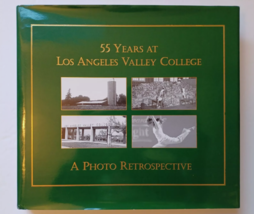 55 Years at
Los Angeles Valley College
A Photo Retrospective